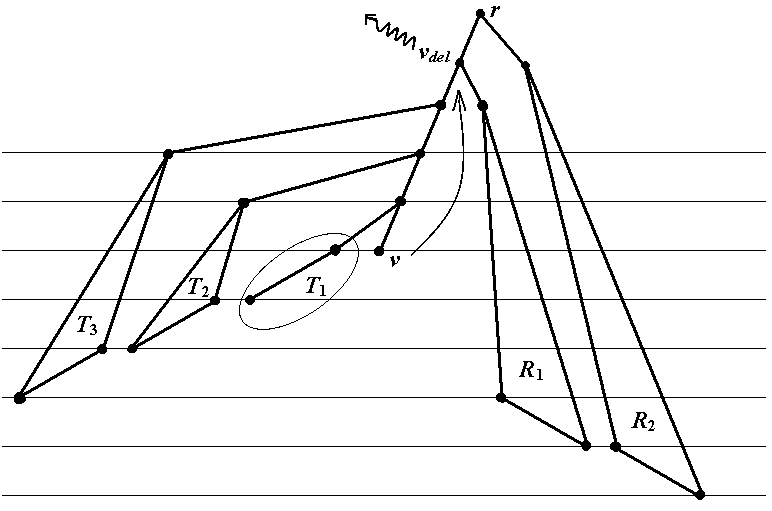 r
v_del
v
T_1
T_2
T_3
R_1
R_2